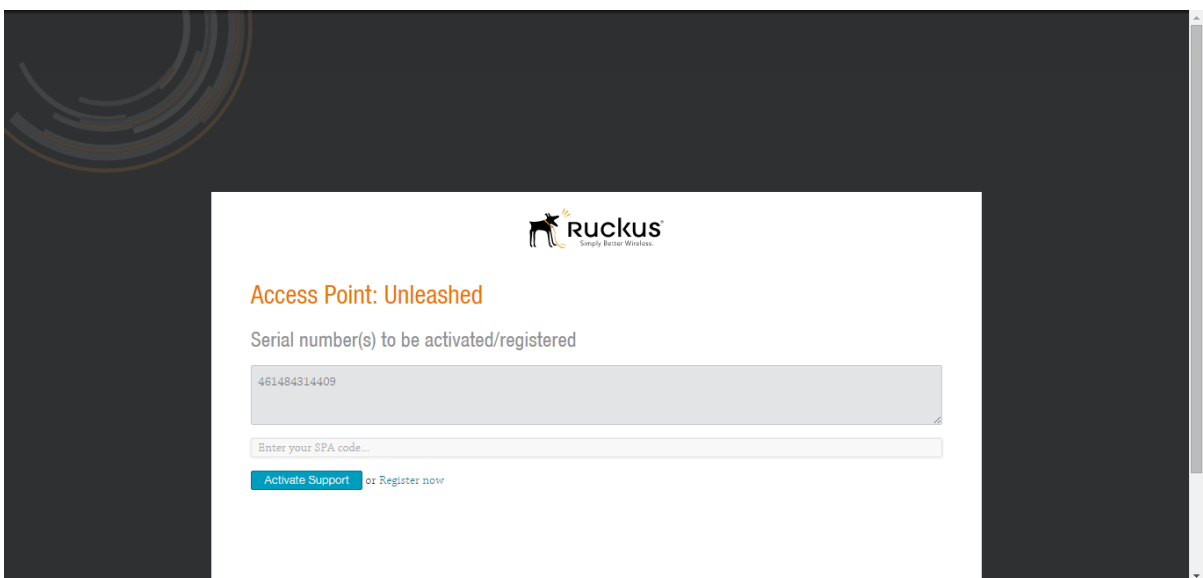 RUCKUS
Simply Better Wireless.
Access Point: Unleashed
Serial number(s) to be activated/registered
461484314409
Enter your SPA code...
Activate Support or Register now